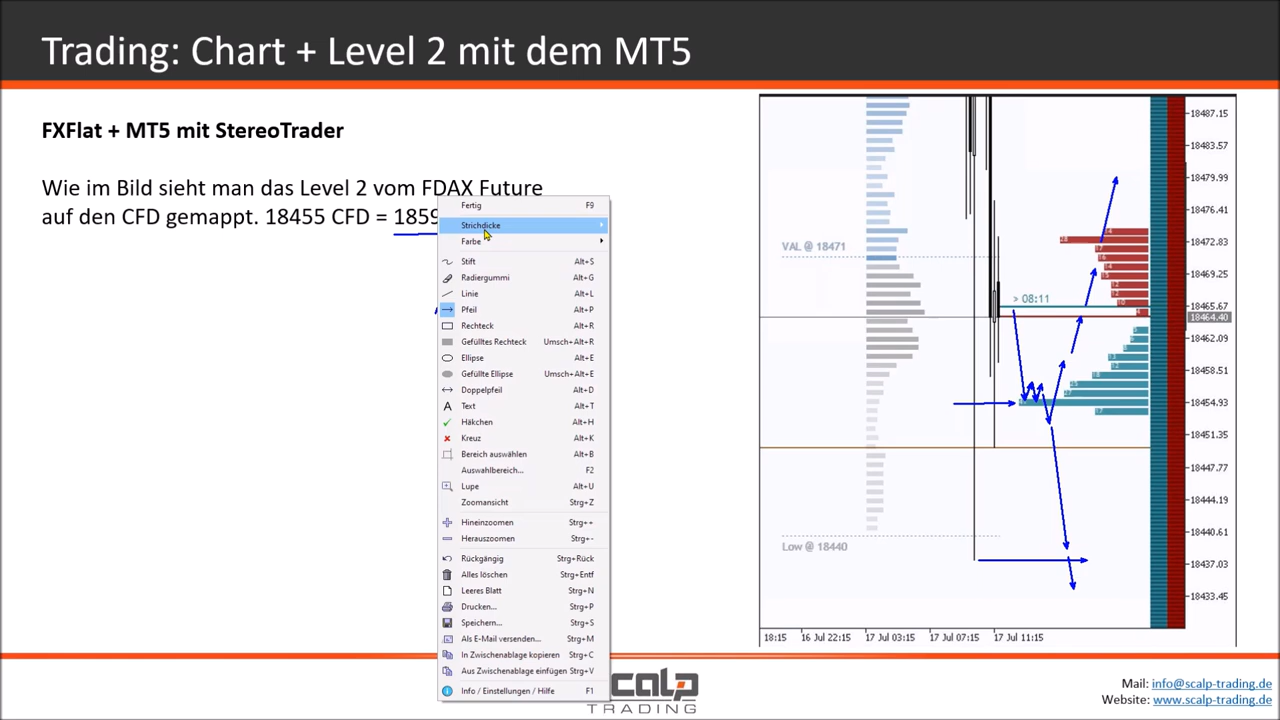 Trading: Chart + Level 2 mit dem MT5
FXFlat + MT5 mit StereoTrader
Wie im Bild sieht man das Level 2 vom FDAX Future
auf den CFD gemappt. 18455 CFD = 1859
Fertig F9
Strichdicke
Farbe
Stift Alt+S
Radiergummi Alt+G
Linie Alt+L
Pfeil Alt+P
Rechteck Alt+R
Gefülltes Rechteck Umsch+Alt+R
Ellipse Alt+E
Gefüllte Ellipse Umsch+Alt+E
Doppelpfeil Alt+D
Text Alt+T
Häkchen Alt+H
Kreuz Alt+K
Bereich auswählen Alt+B
Auswahlbereich... F2
Lupe Alt+U
Zoomansicht Strg+Z
Hineinzoomen Strg++
Herauszoomen Strg+-
Rückgängig Strg+Rück
Alles löschen Strg+Entf
Leeres Blatt Strg+N
Drucken... Strg+P
Speichern... Strg+S
Als E-Mail versenden... Strg+M
In Zwischenablage kopieren Strg+C
Aus Zwischenablage einfügen Strg+V
Info / Einstellungen / Hilfe F1
VAL @ 18471
> 08:11
Low @ 18440
18487.15
18483.57
18479.99
18476.41
18472.83
18469.25
18465.67
18464.40
18462.09
18458.51
18454.93
18451.35
18447.77
18444.19
18440.61
18437.03
18433.45
18:15 16 Jul 22:15 17 Jul 03:15 17 Jul 07:15 17 Jul 11:15
calp
TRADING
Mail: info@scalp-trading.de
Website: www.scalp-trading.de